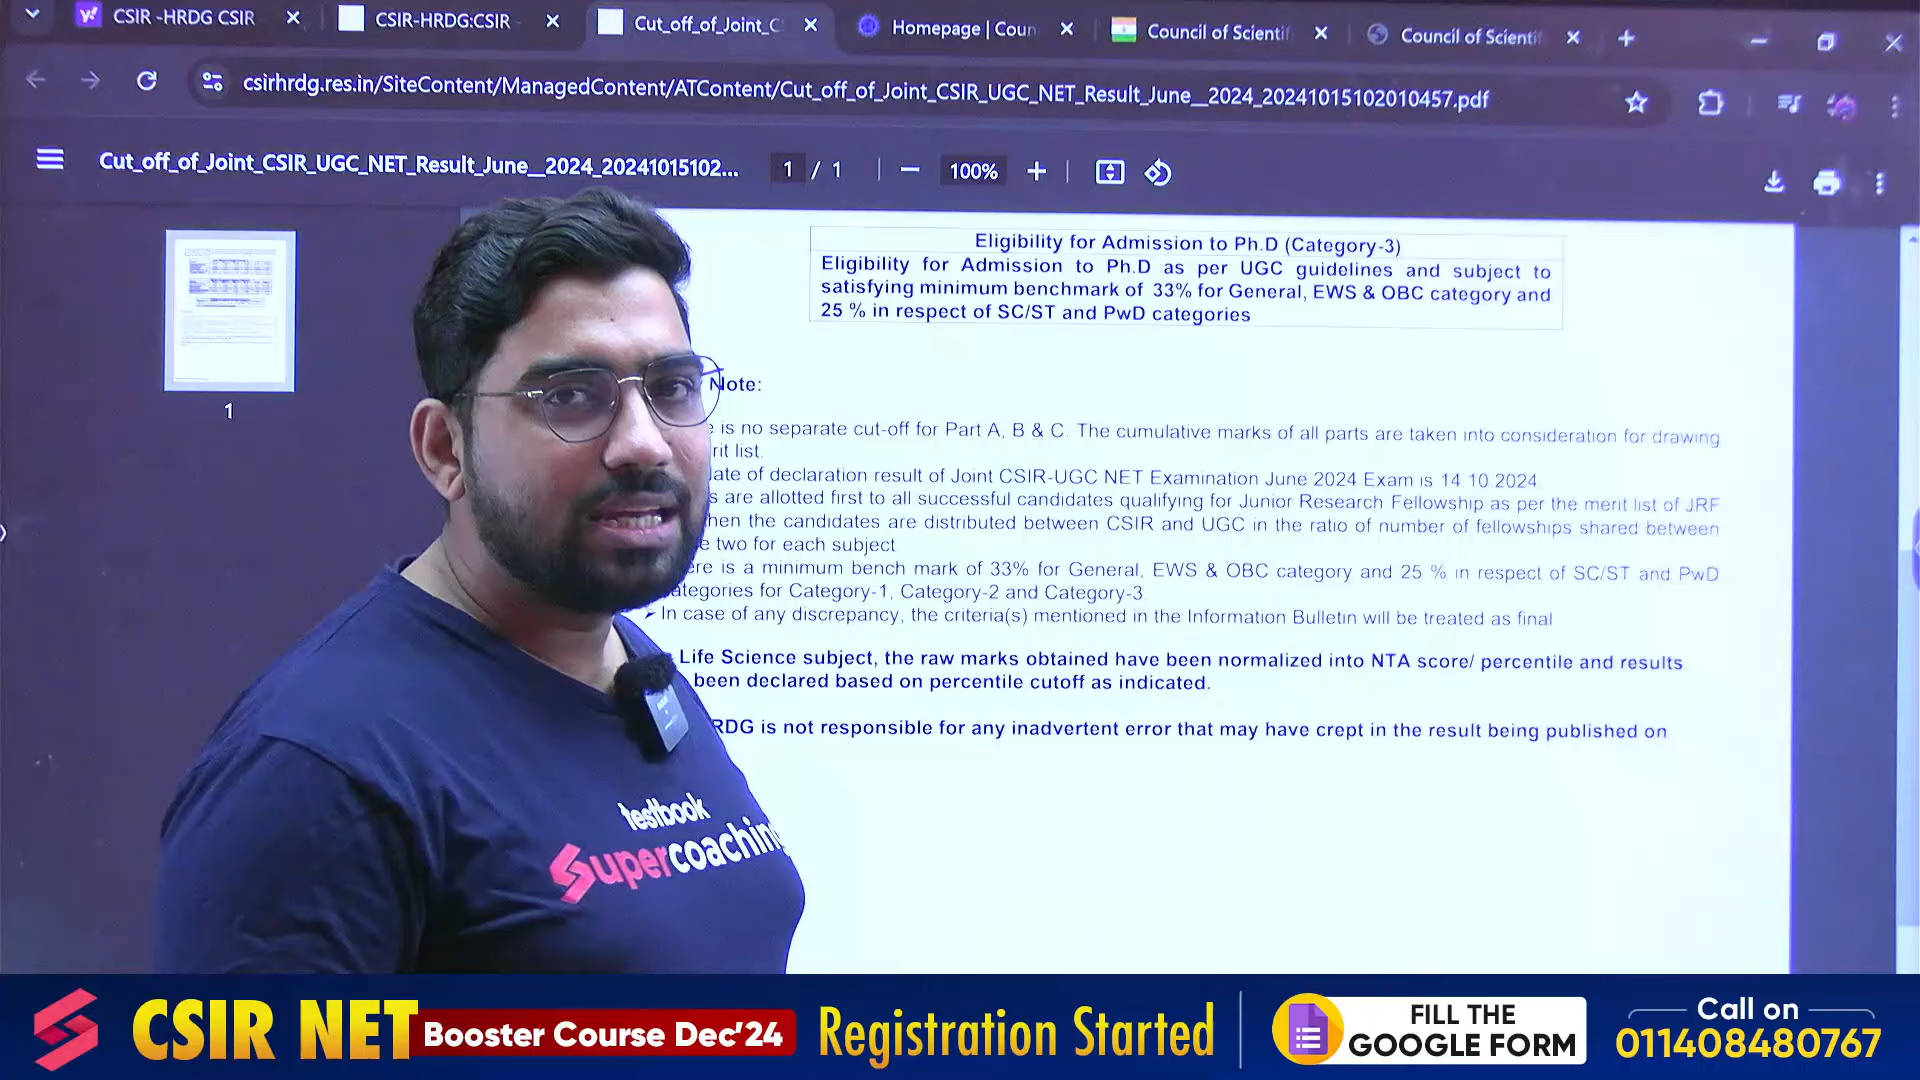 CSIR -HRDG CSIR
CSIR-HRDG:CSIR
Cut_off_of_Joint_C
Homepage | Coun
Council of Scientif
Council of Scientif
csirhrdg.res.in/SiteContent/ManagedContent/ATContent/Cut_off_of_Joint_CSIR_UGC_NET_Result_June__2024_20241015102010457.pdf
Cut_off_of_Joint_CSIR_UGC_NET_Result_June__2024_20241015102...
1 / 1
100%
1
Eligibility for Admission to Ph.D (Category-3)
Eligibility for Admission to Ph.D as per UGC guidelines and subject to
satisfying minimum benchmark of 33% for General, EWS & OBC category and
25 % in respect of SC/ST and PwD categories
Note:
e is no separate cut-off for Part A, B & C. The cumulative marks of all parts are taken into consideration for drawing
rit list.
ate of declaration result of Joint CSIR-UGC NET Examination June 2024 Exam is 14.10.2024
s are allotted first to all successful candidates qualifying for Junior Research Fellowship as per the merit list of JRF
hen the candidates are distributed between CSIR and UGC in the ratio of number of fellowships shared between
e two for each subject
ere is a minimum bench mark of 33% for General, EWS & OBC category and 25 % in respect of SC/ST and PwD
ategories for Category-1, Category-2 and Category-3
➤ In case of any discrepancy, the criteria(s) mentioned in the Information Bulletin will be treated as final
Life Science subject, the raw marks obtained have been normalized into NTA score/ percentile and results
been declared based on percentile cutoff as indicated.
RDG is not responsible for any inadvertent error that may have crept in the result being published on
testbook
Supercoaching
CSIR NET
Booster Course Dec'24
Registration Started
FILL THE
GOOGLE FORM
Call on
011408480767